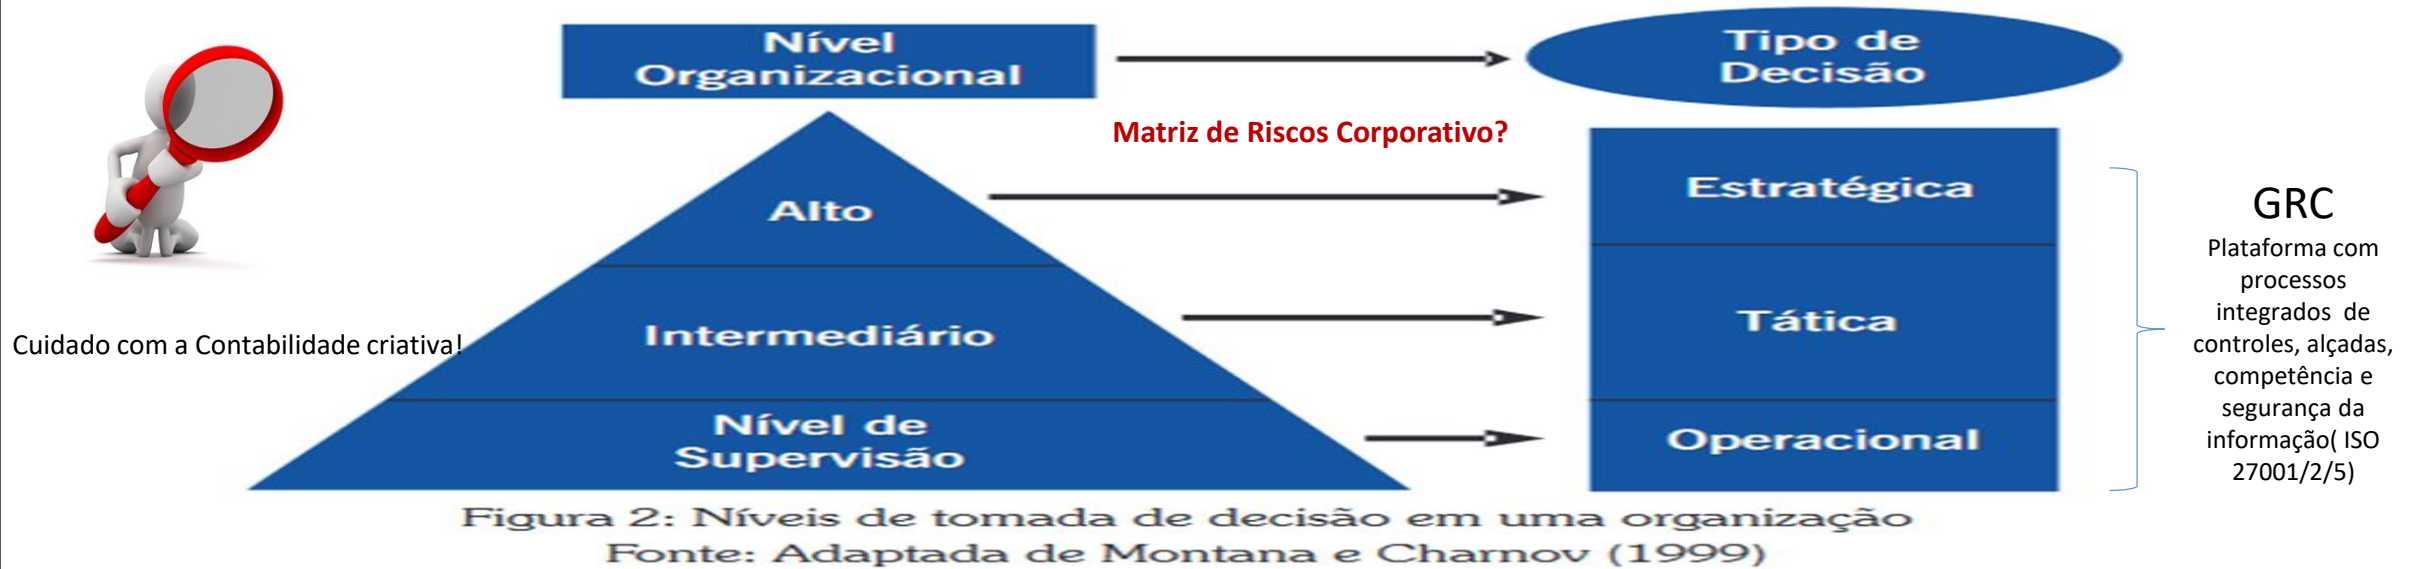 Nível
Organizacional
Tipo de
Decisão
Matriz de Riscos Corporativo?
Alto
Estratégica
Intermediário
Tática
Nível de
Supervisão
Operacional
Cuidado com a Contabilidade criativa!
GRC
Plataforma com
processos
integrados de
controles, alçadas,
competência e
segurança da
informação( ISO
27001/2/5)
Figura 2: Níveis de tomada de decisão em uma organização
Fonte: Adaptada de Montana e Charnov (1999)